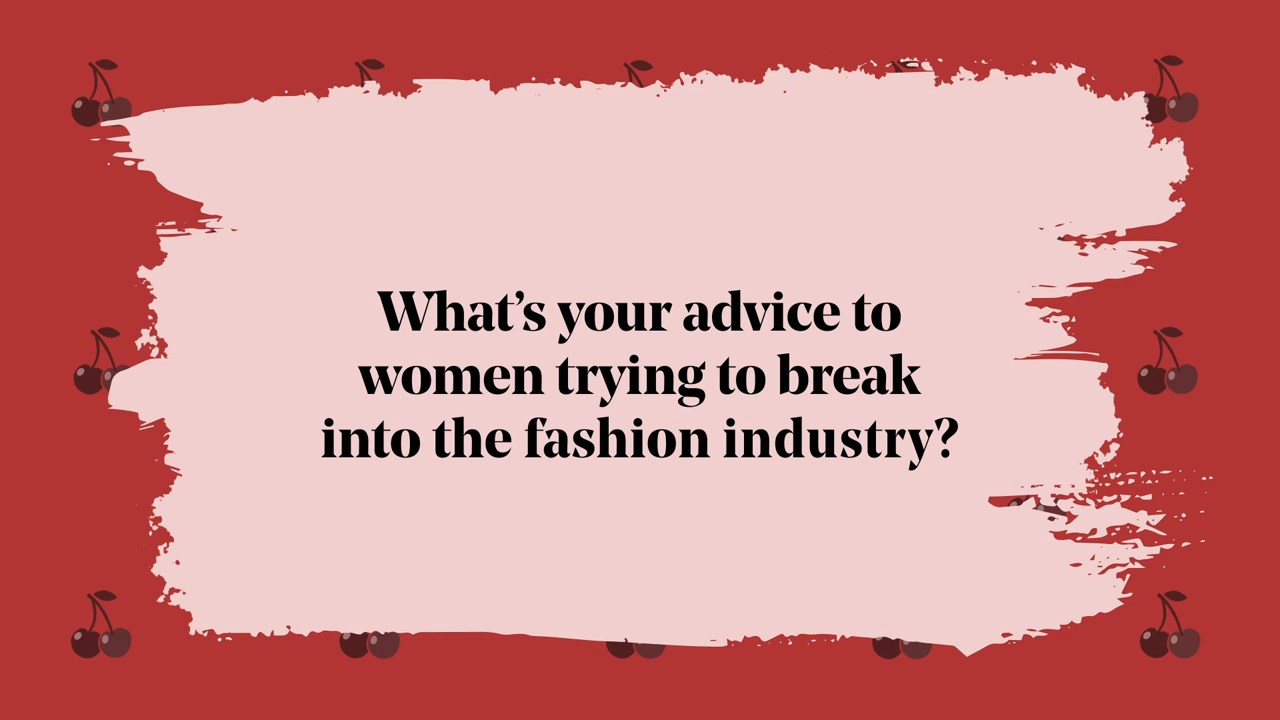 What’s your advice to
women trying to break
into the fashion industry?